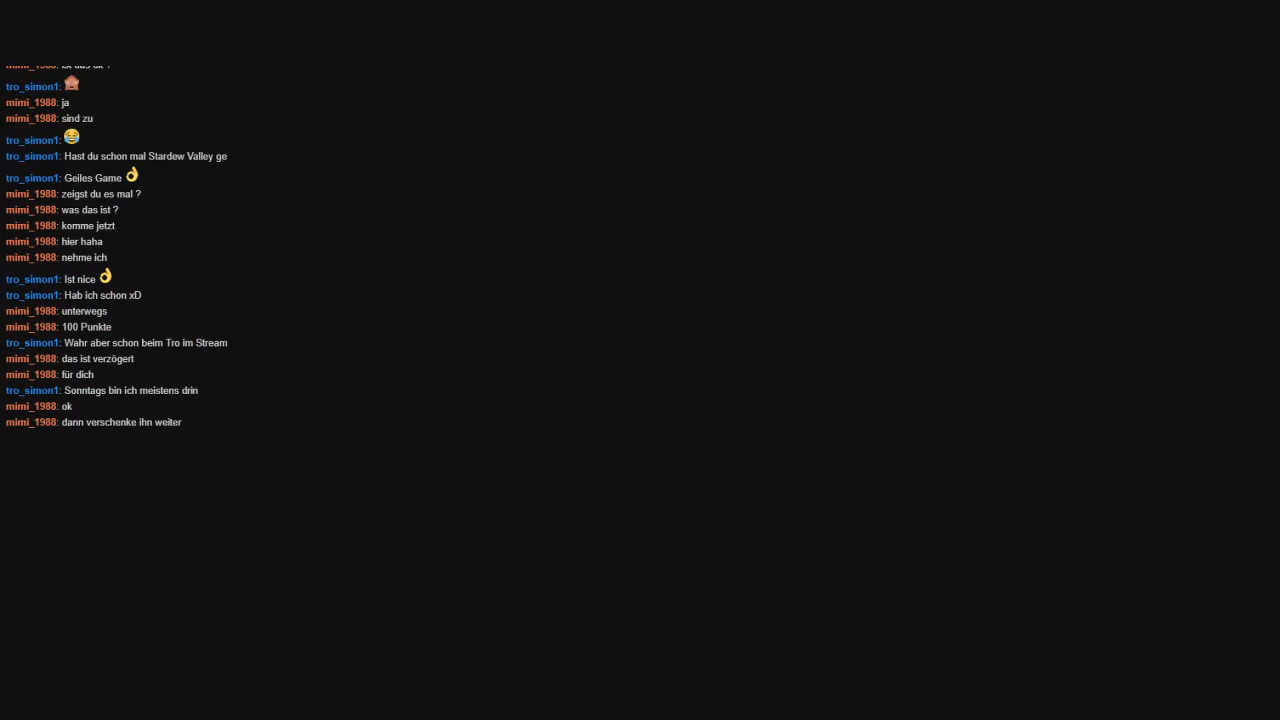 mimi_1988: ist das ok ?
tro_simon1: 🙈
mimi_1988: ja
mimi_1988: sind zu
tro_simon1: 😂
tro_simon1: Hast du schon mal Stardew Valley ge
tro_simon1: Geiles Game 👌
mimi_1988: zeigst du es mal ?
mimi_1988: was das ist ?
mimi_1988: komme jetzt
mimi_1988: hier haha
mimi_1988: nehme ich
tro_simon1: Ist nice 👌
tro_simon1: Hab ich schon xD
mimi_1988: unterwegs
mimi_1988: 100 Punkte
tro_simon1: Wahr aber schon beim Tro im Stream
mimi_1988: das ist verzögert
mimi_1988: für dich
tro_simon1: Sonntags bin ich meistens drin
mimi_1988: ok
mimi_1988: dann verschenke ihn weiter